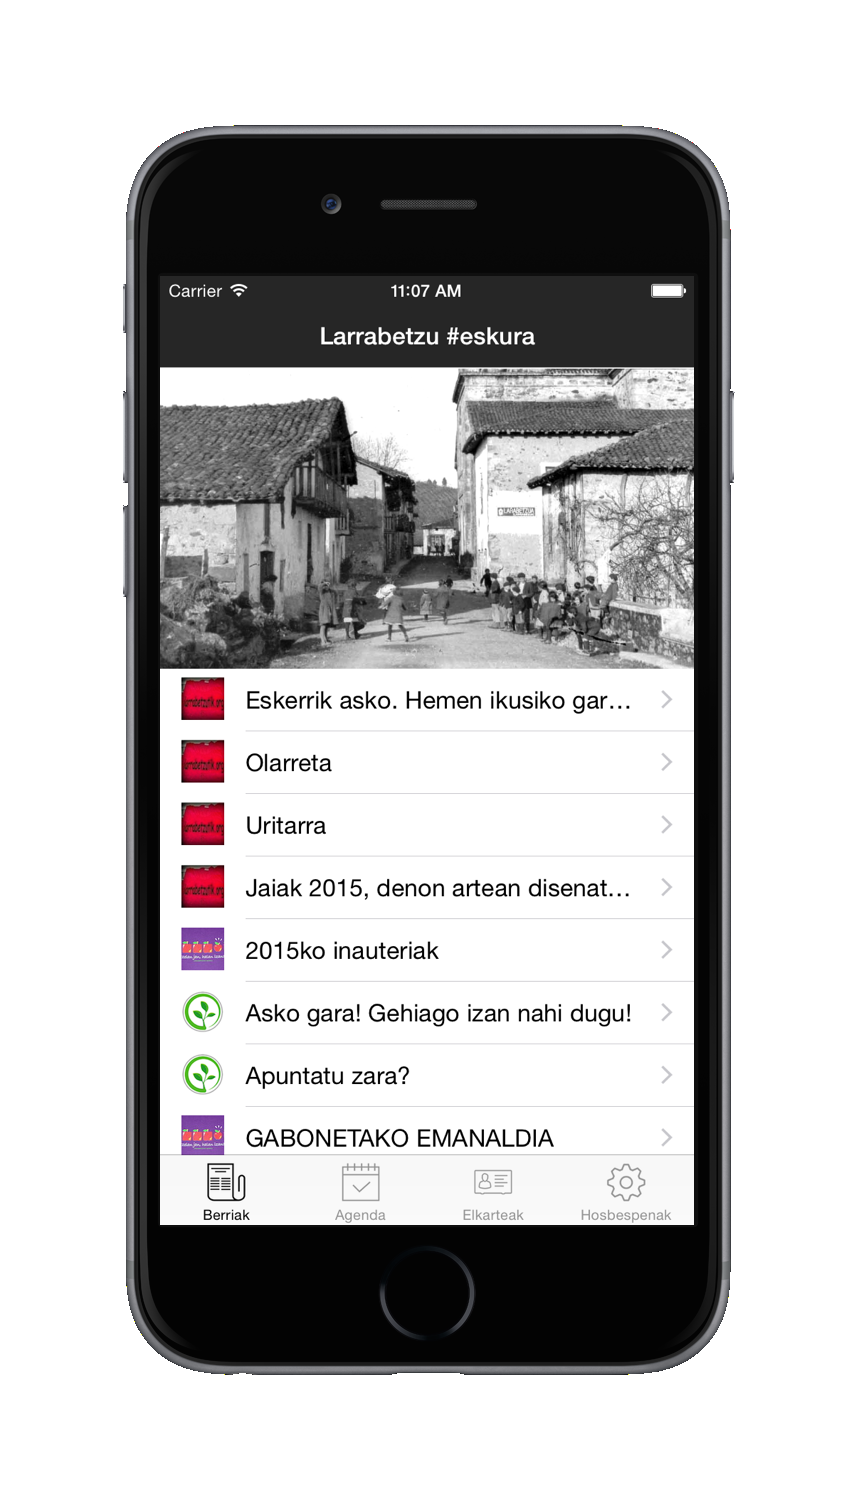 Carrier
11:07 AM
Larrabetzu #eskura
LARRABETZUA
Eskerrik asko. Hemen ikusiko gar…
Olarreta
Uritarra
Jaiak 2015, denon artean disenat…
2015ko inauteriak
Asko gara! Gehiago izan nahi dugu!
Apuntatu zara?
GABONETAKO EMANALDIA
Berriak
Agenda
Elkarteak
Hosbespenak